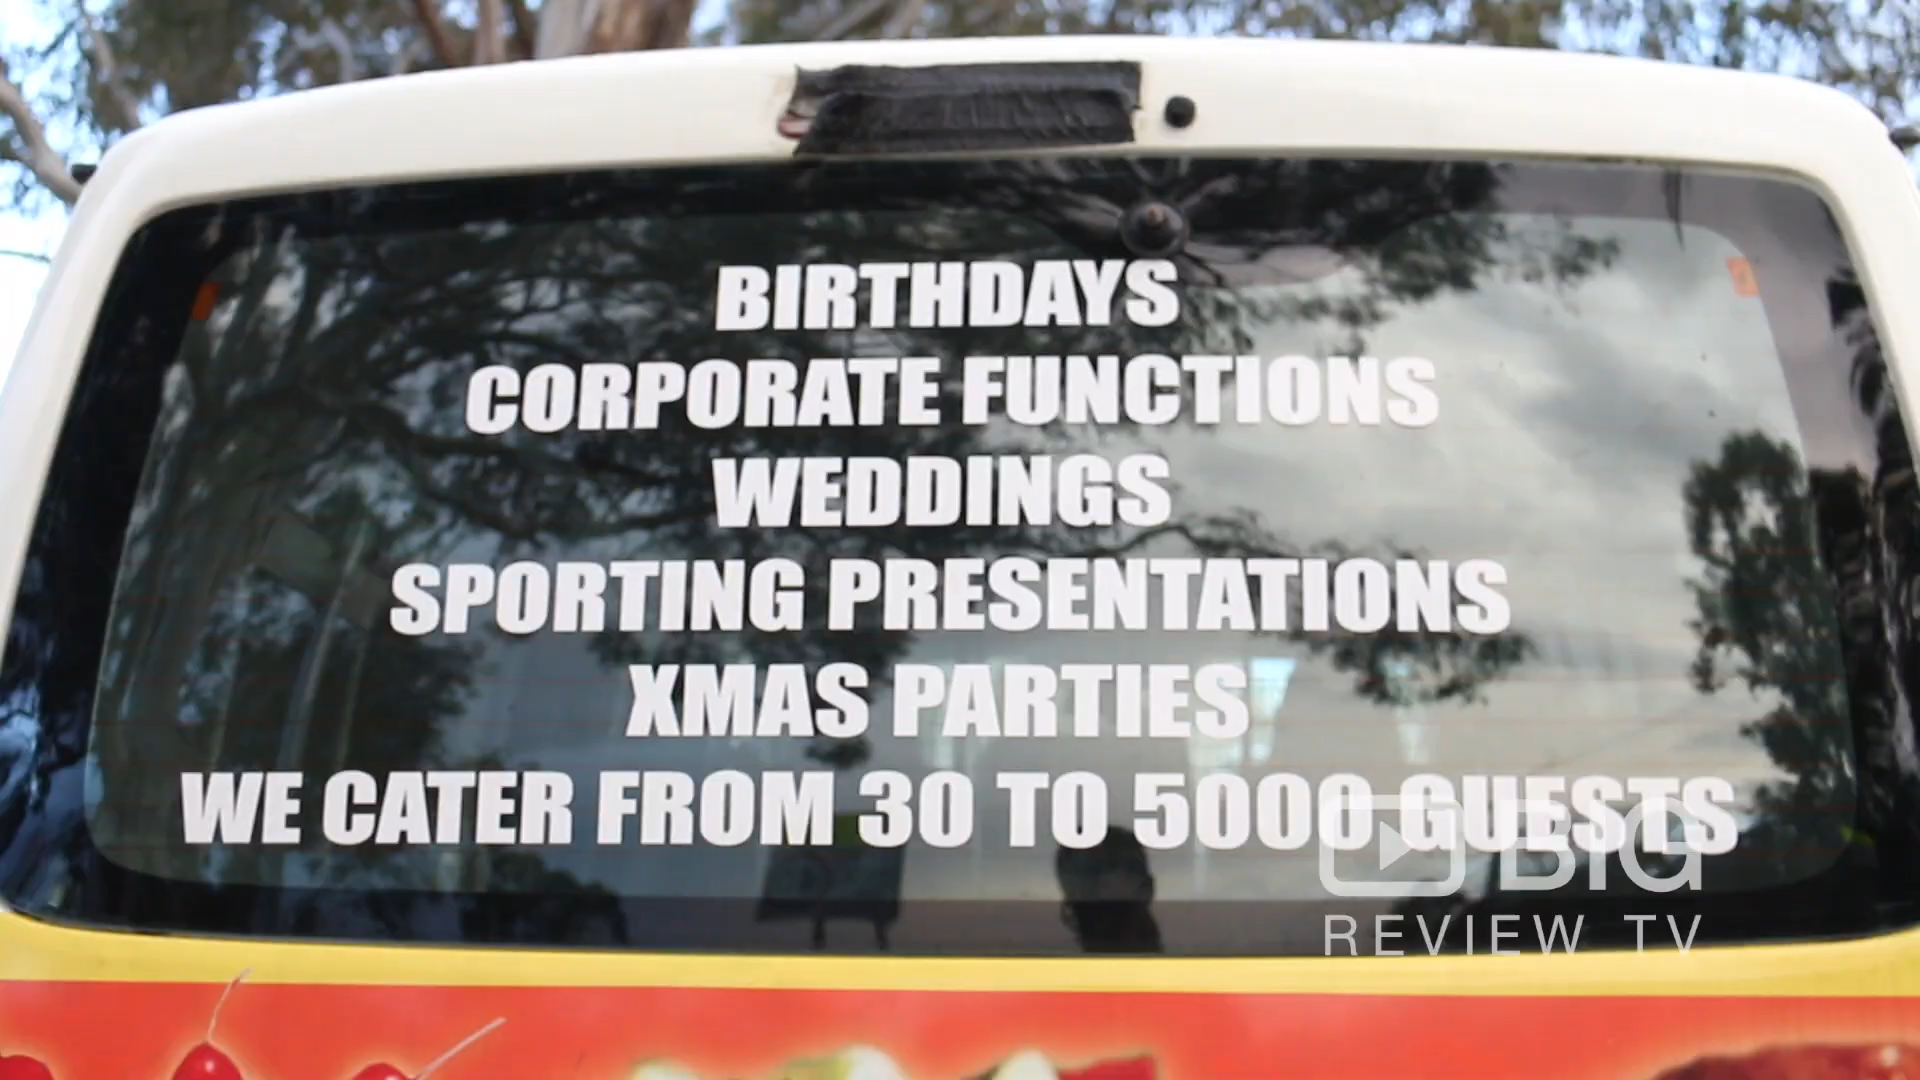 BIRTHDAYS
CORPORATE FUNCTIONS
WEDDINGS
SPORTING PRESENTATIONS
XMAS PARTIES
WE CATER FROM 30 TO 5000 GUESTS
BIG
REVIEW TV